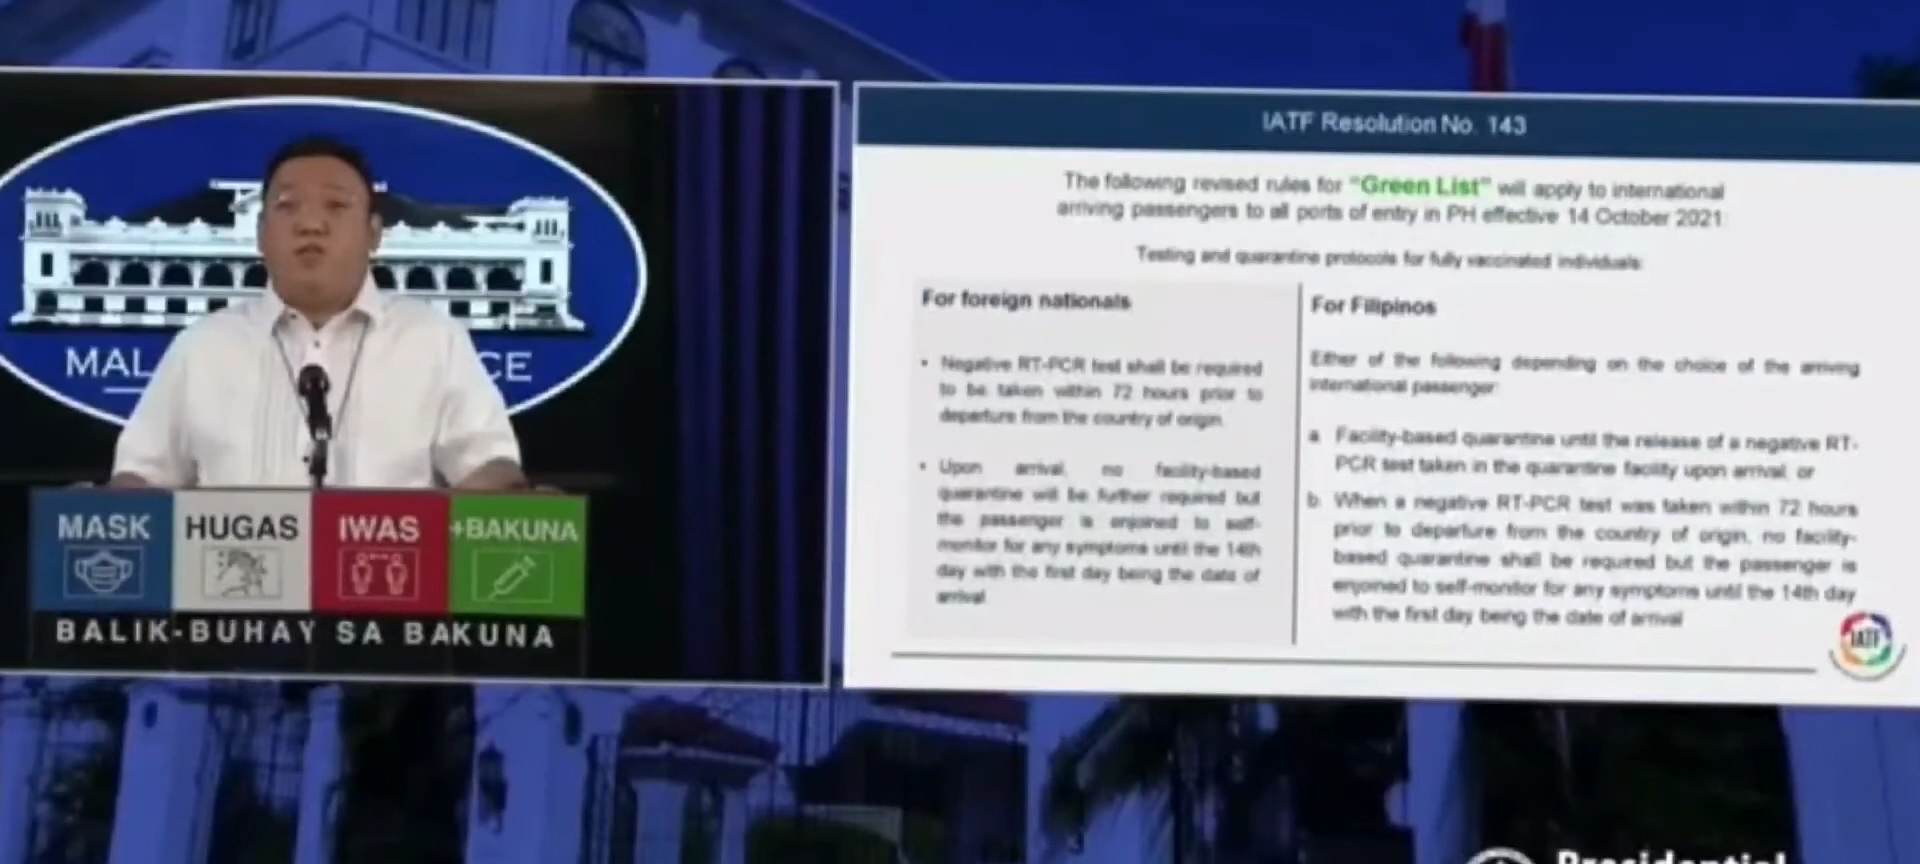 MAL
CE
MASK
HUGAS
IWAS
+BAKUNA
BALIK-BUHAY SA BAKUNA
IATF Resolution No. 143
The following revised rules for "Green List" will apply to international
arriving passengers to all ports of entry in PH effective 14 October 2021:
Testing and quarantine protocols for fully vaccinated individuals:
For foreign nationals
• Negative RT-PCR test shall be required
to be taken within 72 hours prior to
departure from the country of origin.
• Upon arrival, no facility-based
quarantine will be further required but
the passenger is enjoined to self-
monitor for any symptoms until the 14th
day with the first day being the date of
arrival
For Filipinos
Either of the following depending on the choice of the arriving
international passenger:
a. Facility-based quarantine until the release of a negative RT-
PCR test taken in the quarantine facility upon arrival; or
b. When a negative RT-PCR test was taken within 72 hours
prior to departure from the country of origin, no facility-
based quarantine shall be required but the passenger is
enjoined to self-monitor for any symptoms until the 14th day
with the first day being the date of arrival
IATF
Presidential